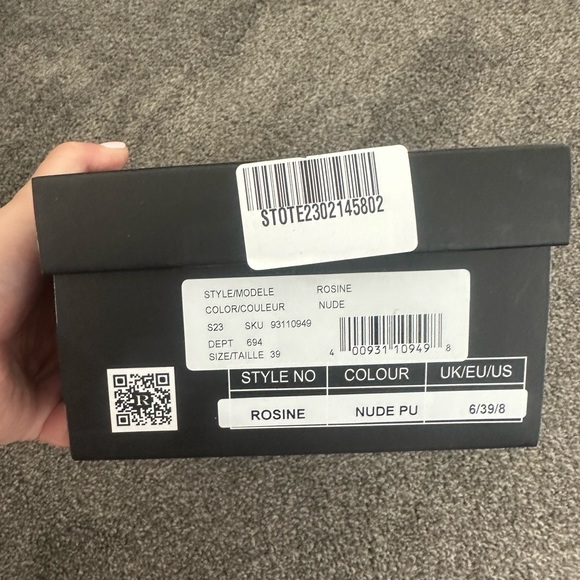 STOTE2302145802
STYLE/MODELE ROSINE
COLOR/COULEUR NUDE
S23 SKU 93110949
DEPT 694
SIZE/TAILLE 39
4 00931 10949 8
STYLE NO COLOUR UK/EU/US
ROSINE NUDE PU 6/39/8
R